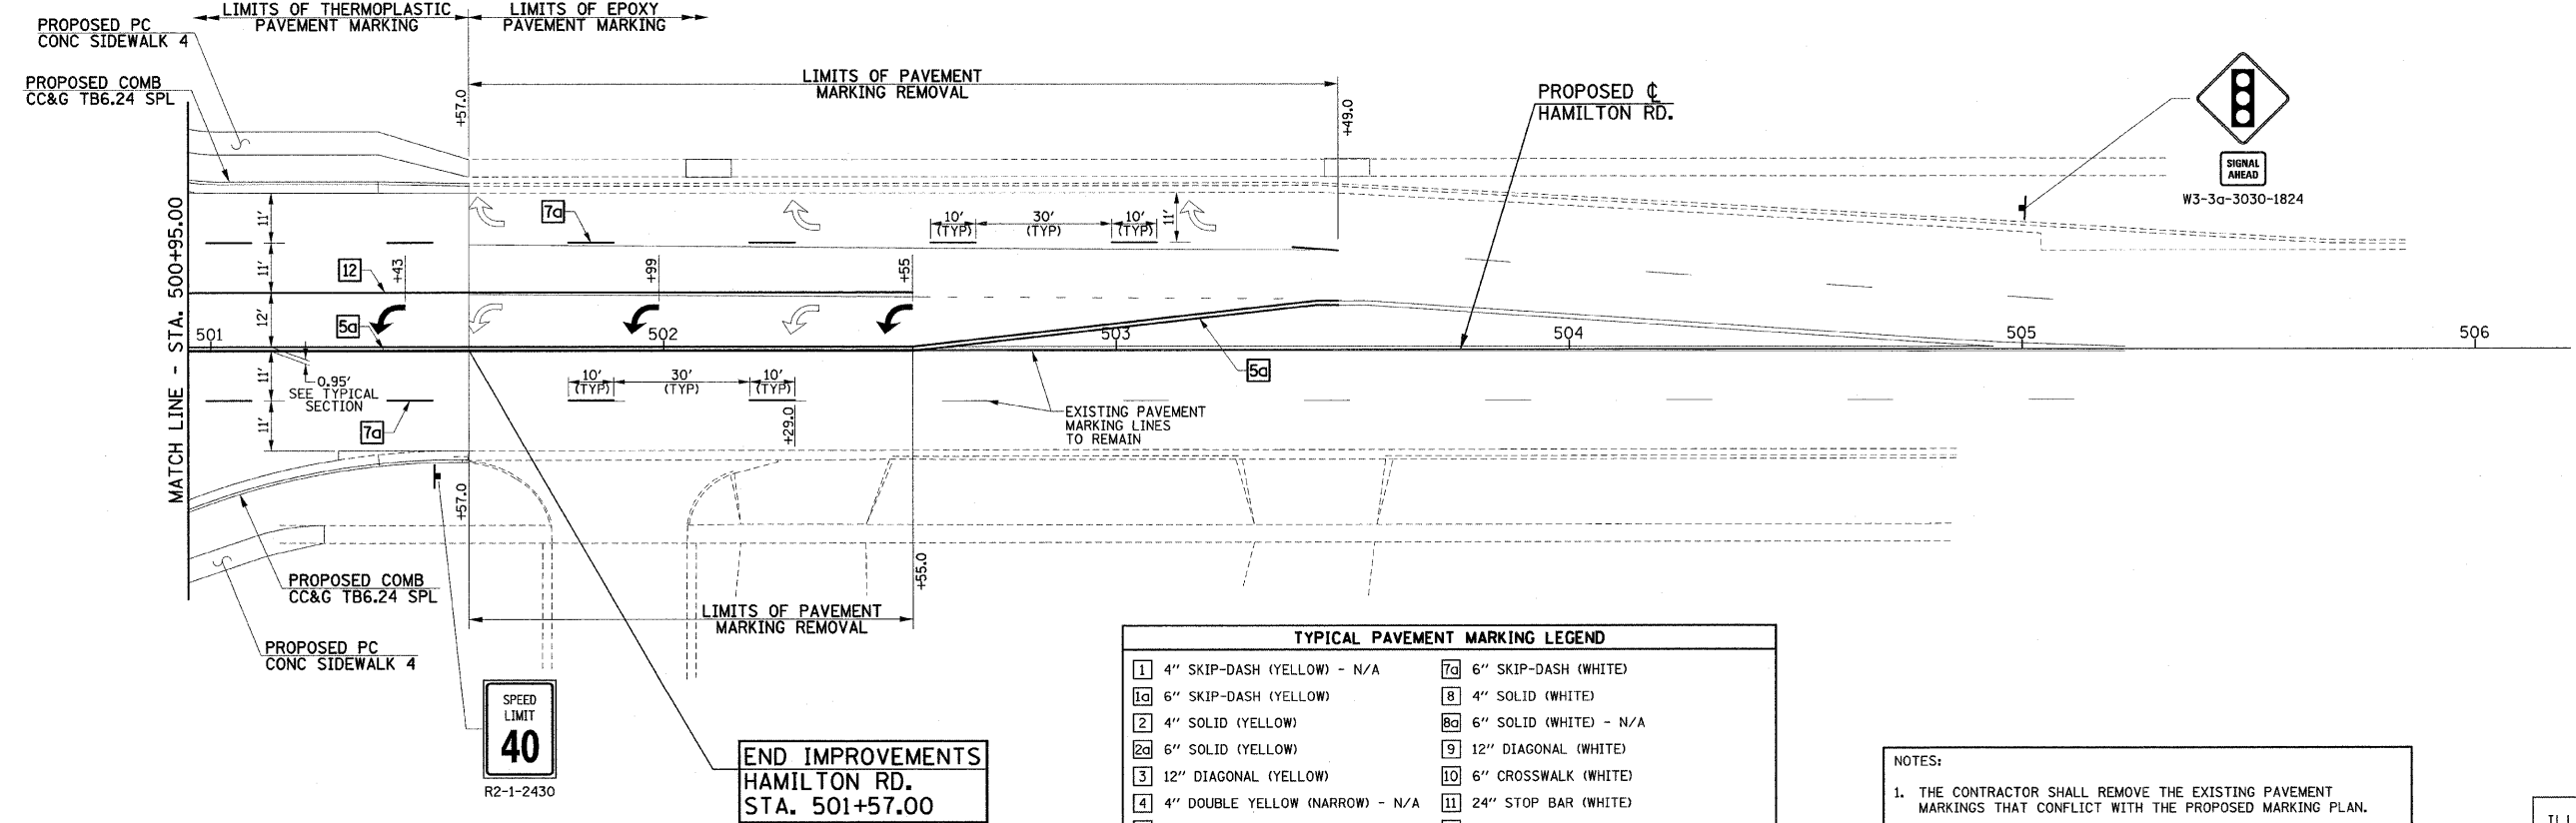 LIMITS OF THERMOPLASTIC
PAVEMENT MARKING
LIMITS OF EPOXY
PAVEMENT MARKING
PROPOSED PC
CONC SIDEWALK 4
PROPOSED COMB
CC&G TB6.24 SPL
+57.0
LIMITS OF PAVEMENT
MARKING REMOVAL
+49.0
PROPOSED ℄
HAMILTON RD.
SIGNAL
AHEAD
W3-3a-3030-1824
MATCH LINE - STA. 500+95.00
11'
7a
10'
(TYP)
30'
(TYP)
10'
(TYP)
11'
11'
12
+43
+99
+55
12'
5a
501
502
503
504
505
506
0.95'
SEE TYPICAL
SECTION
11'
10'
(TYP)
30'
(TYP)
10'
(TYP)
5a
11'
7a
+29.0
EXISTING PAVEMENT
MARKING LINES
TO REMAIN
+57.0
+55.0
PROPOSED COMB
CC&G TB6.24 SPL
LIMITS OF PAVEMENT
MARKING REMOVAL
PROPOSED PC
CONC SIDEWALK 4
SPEED
LIMIT
40
R2-1-2430
END IMPROVEMENTS
HAMILTON RD.
STA. 501+57.00
TYPICAL PAVEMENT MARKING LEGEND
1 4" SKIP-DASH (YELLOW) - N/A
1a 6" SKIP-DASH (YELLOW)
2 4" SOLID (YELLOW)
2a 6" SOLID (YELLOW)
3 12" DIAGONAL (YELLOW)
4 4" DOUBLE YELLOW (NARROW) - N/A
7a 6" SKIP-DASH (WHITE)
8 4" SOLID (WHITE)
8a 6" SOLID (WHITE) - N/A
9 12" DIAGONAL (WHITE)
10 6" CROSSWALK (WHITE)
11 24" STOP BAR (WHITE)
NOTES:
1. THE CONTRACTOR SHALL REMOVE THE EXISTING PAVEMENT
MARKINGS THAT CONFLICT WITH THE PROPOSED MARKING PLAN.